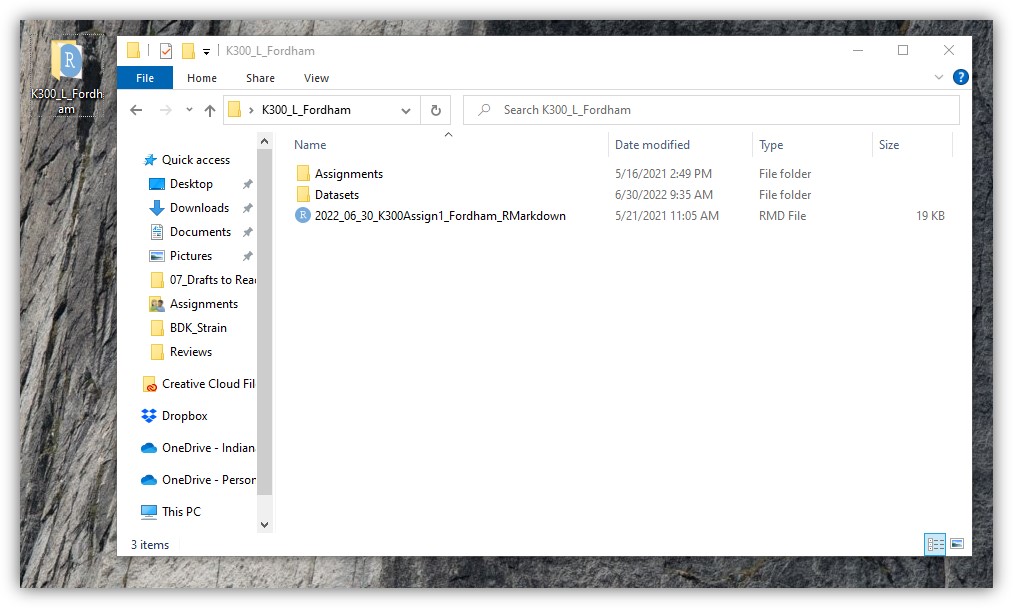 K300_L_Fordh
am
K300_L_Fordham
File Home Share View
K300_L_Fordham
Search K300_L_Fordham
Name Date modified Type Size
Quick access
Desktop
Downloads
Documents
Pictures
07_Drafts to Rea
Assignments
BDK_Strain
Reviews
Creative Cloud Fil
Dropbox
OneDrive - Indian
OneDrive - Person
This PC
Assignments 5/16/2021 2:49 PM File folder
Datasets 6/30/2022 9:35 AM File folder
R 2022_06_30_K300Assign1_Fordham_RMarkdown 5/21/2021 11:05 AM RMD File 19 KB
3 items